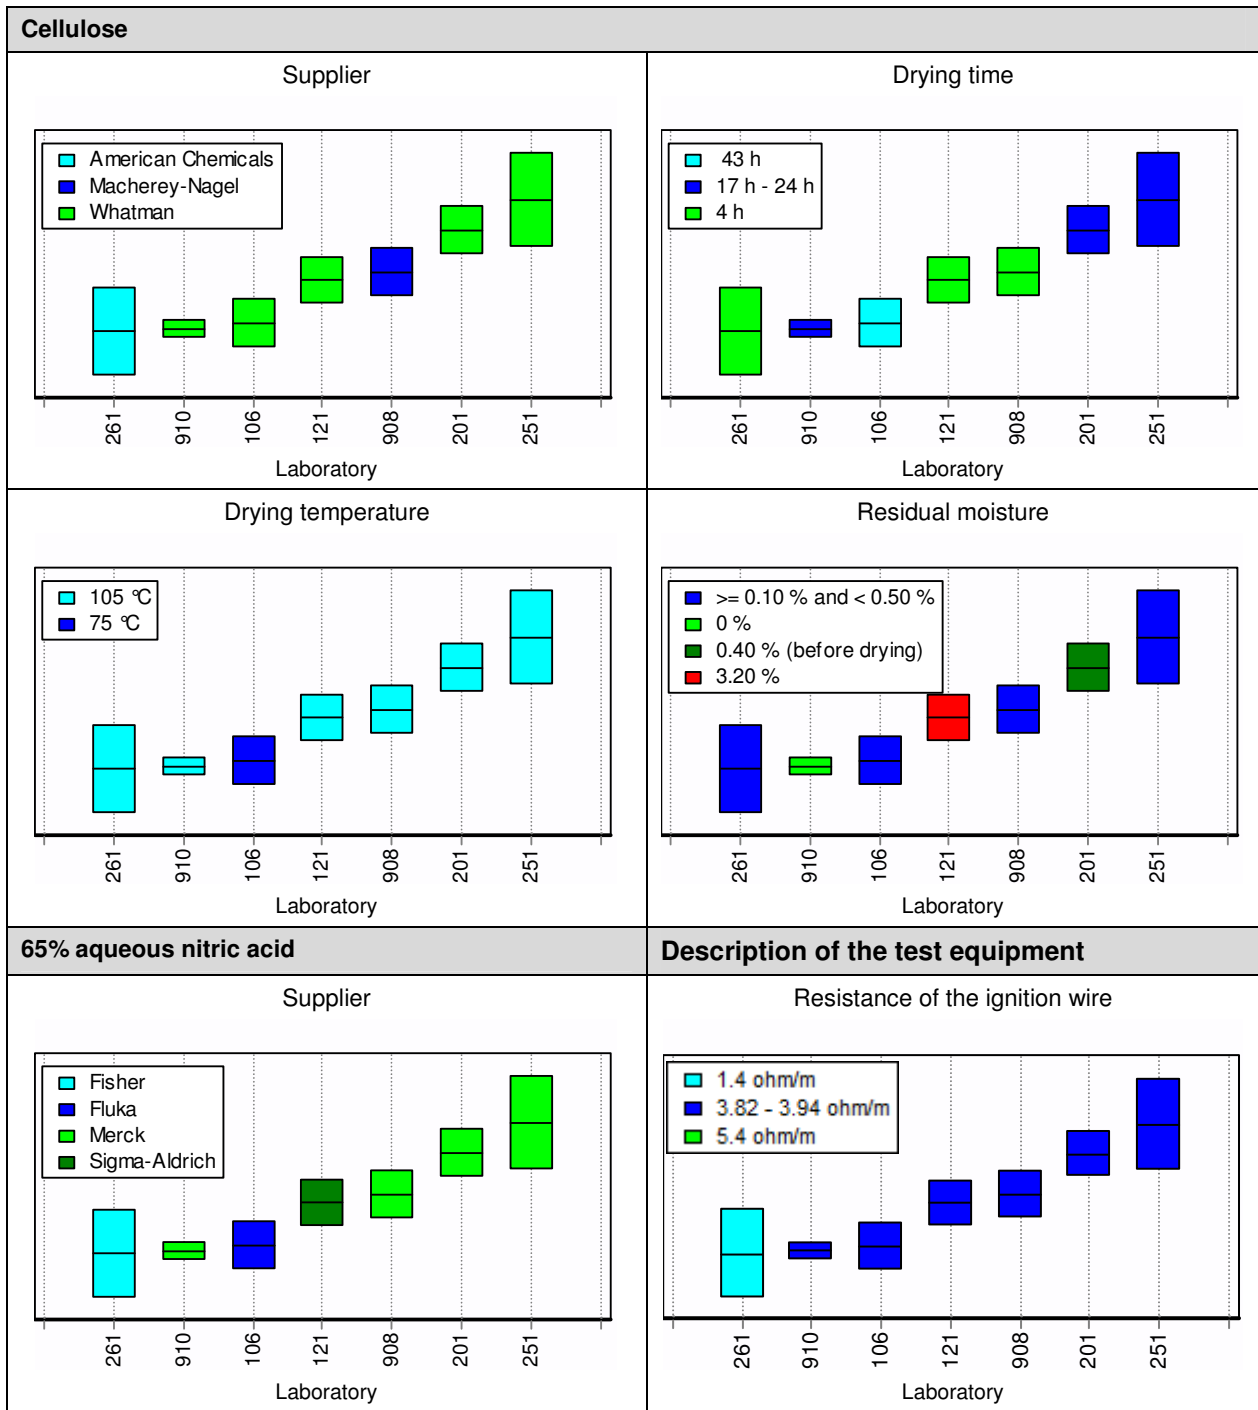 Cellulose
Supplier
American Chemicals
Macherey-Nagel
Whatman
261 910 106 121 908 201 251
Laboratory
Drying time
43 h
17 h - 24 h
4 h
261 910 106 121 908 201 251
Laboratory
Drying temperature
105 °C
75 °C
261 910 106 121 908 201 251
Laboratory
Residual moisture
>= 0.10 % and < 0.50 %
0 %
0.40 % (before drying)
3.20 %
261 910 106 121 908 201 251
Laboratory
65% aqueous nitric acid
Supplier
Fisher
Fluka
Merck
Sigma-Aldrich
261 910 106 121 908 201 251
Laboratory
Description of the test equipment
Resistance of the ignition wire
1.4 ohm/m
3.82 - 3.94 ohm/m
5.4 ohm/m
261 910 106 121 908 201 251
Laboratory